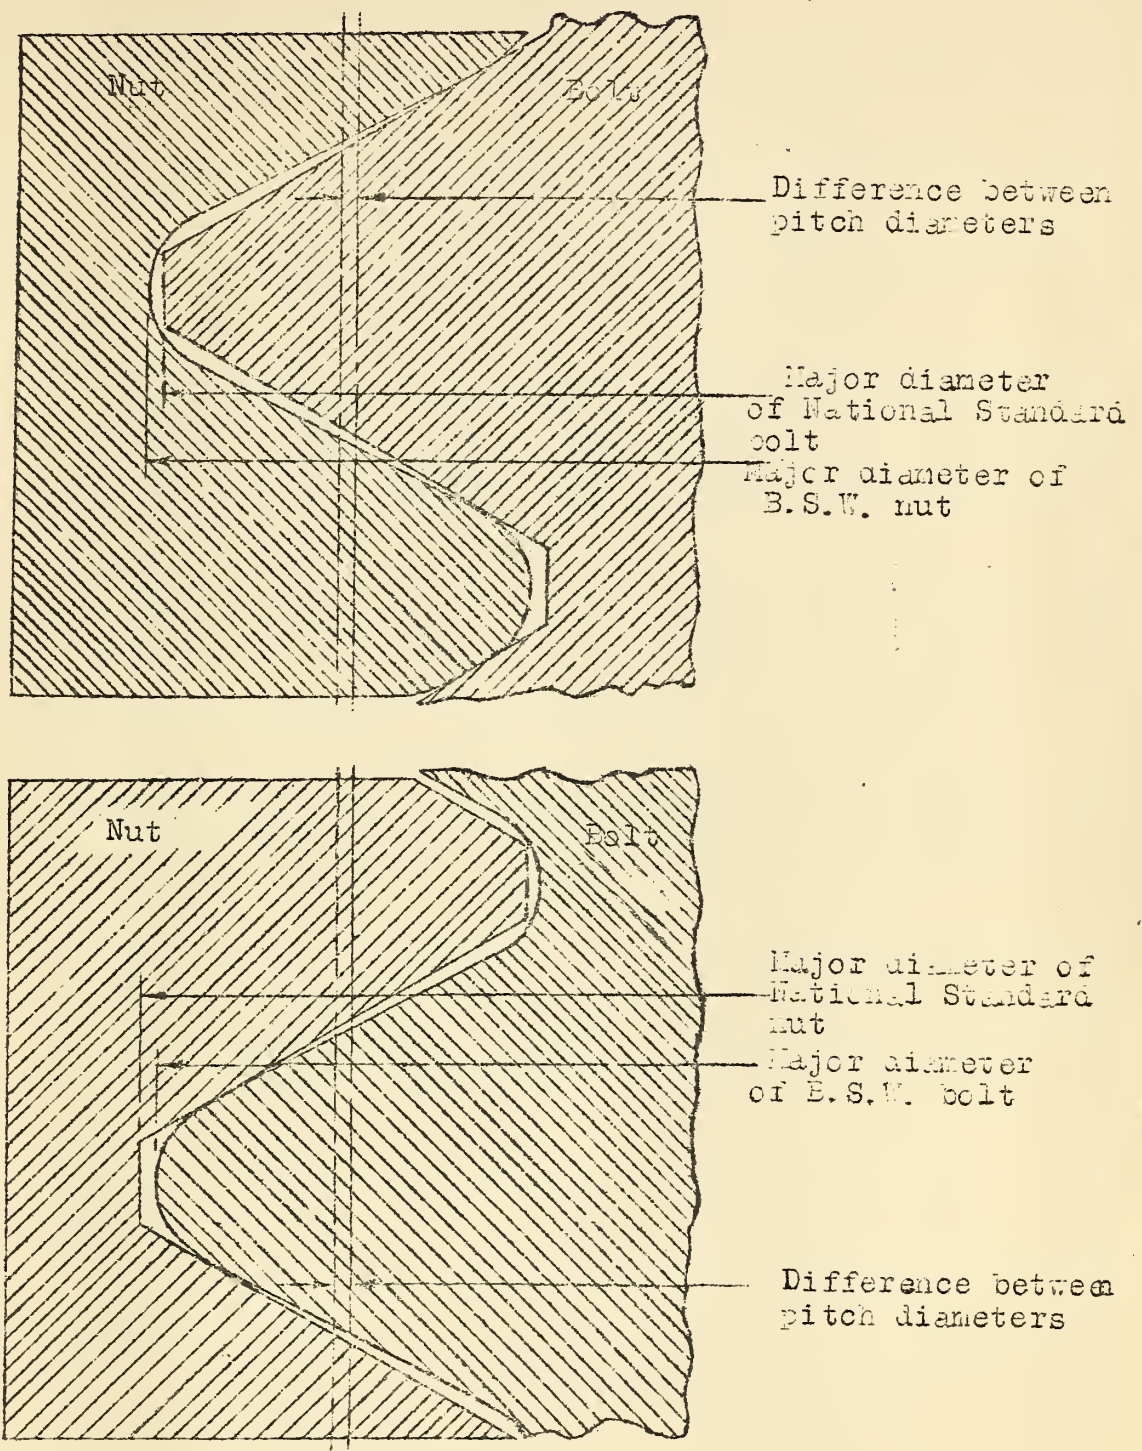 Nut
Bolt
Difference between
pitch diameters
Major diameter
of National Standard
bolt
Major diameter of
B.S.W. nut
Nut
Bolt
Major diameter of
National Standard
nut
Major diameter
of B.S.W. bolt
Difference between
pitch diameters